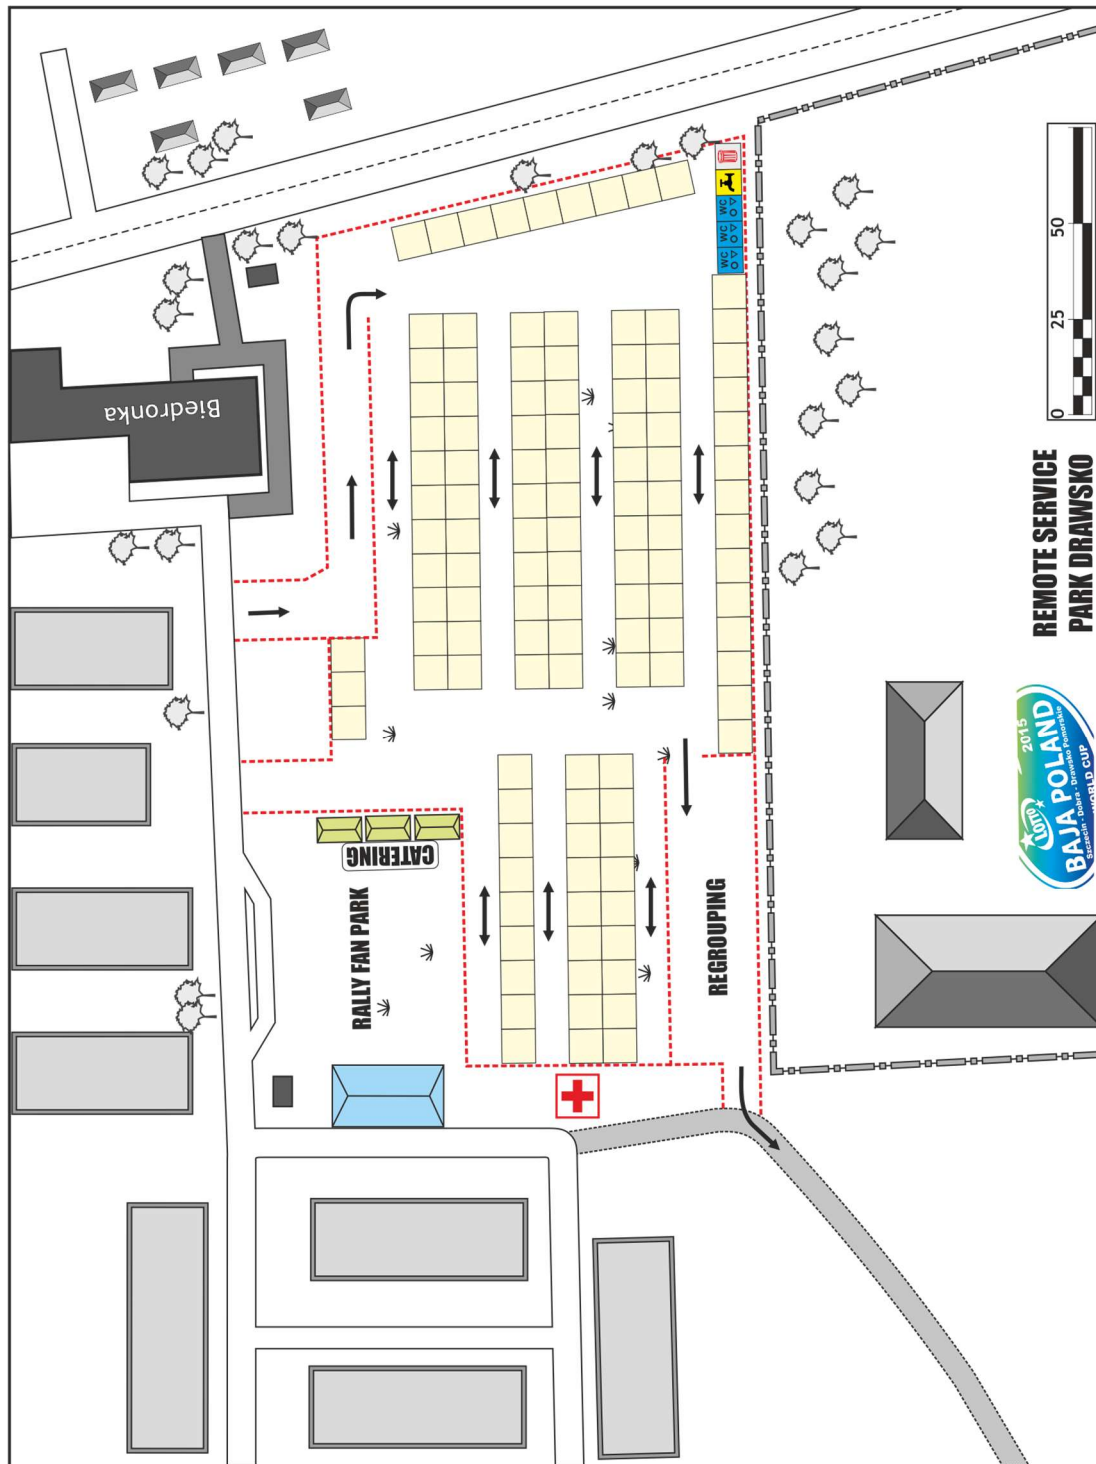 Biedronka
WC
WC
WC
CATERING
RALLY FAN PARK
REGROUPING
0
25
50
REMOTE SERVICE
PARK DRAWSKO
LOTTO
2015
BAJA POLAND
Szczecin - Dobra - Drawsko Pomorskie
WORLD CUP